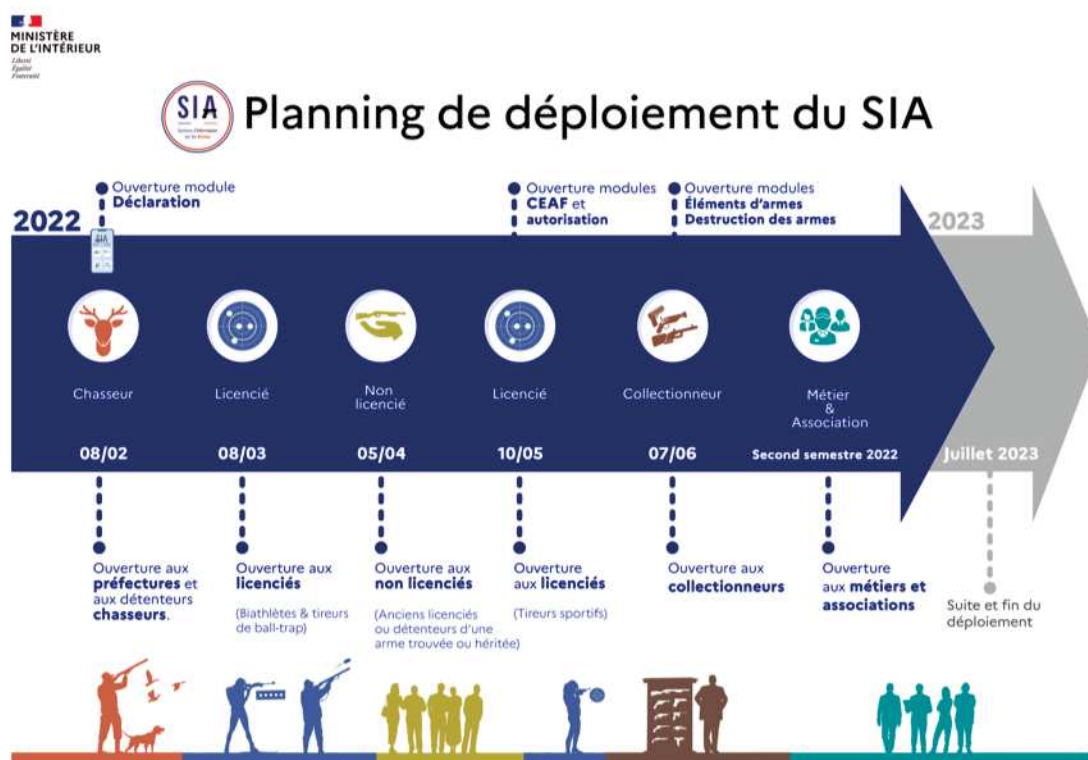 MINISTÈRE
DE L'INTÉRIEUR
Liberté
Égalité
Fraternité
SIA
Planning de déploiement du SIA
Ouverture module
Déclaration
Ouverture modules
CEAF et
autorisation
Ouverture modules
Éléments d'armes
Destruction des armes
2022
2023
SIA
Chasseur
Licencié
Non
licencié
Licencié
Collectionneur
Métier
&
Association
08/02
08/03
05/04
10/05
07/06
Second semestre 2022
Juillet 2023
Ouverture aux
préfectures et
aux détenteurs
chasseurs.
Ouverture aux
licenciés
(Biathlètes & tireurs
de ball-trap)
Ouverture aux
non licenciés
(Anciens licenciés
ou détenteurs d'une
arme trouvée ou héritée)
Ouverture
aux licenciés
(Tireurs sportifs)
Ouverture aux
collectionneurs
Ouverture
aux métiers et
associations
Suite et fin du
déploiement